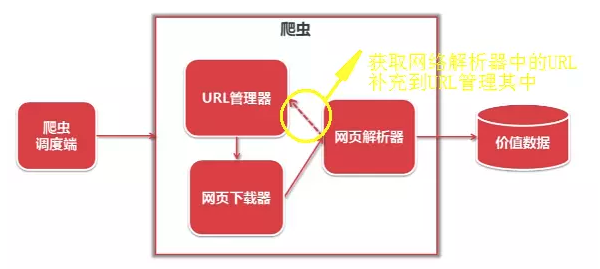 爬虫
获取网络解析器中的URL
补充到URL管理其中
URL管理器
爬虫
调度端
网页解析器
价值数据
网页下载器